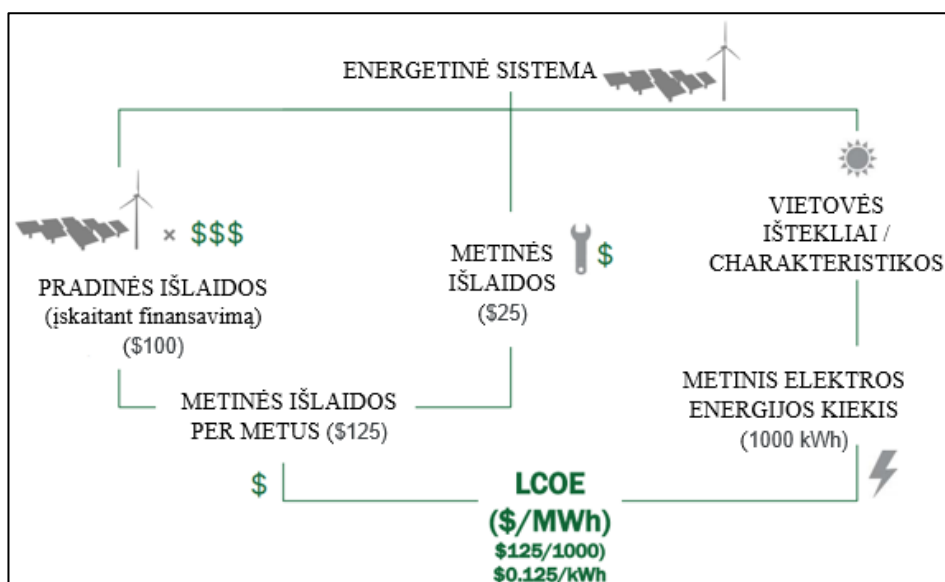 ENERGETINĖ SISTEMA
× $$$
PRADINĖS IŠLAIDOS
(įskaitant finansavimą)
($100)
METINĖS
IŠLAIDOS
($25)
$
VIETOVĖS
IŠTEKLIAI /
CHARAKTERISTIKOS
METINĖS IŠLAIDOS
PER METUS ($125)
METINIS ELEKTROS
ENERGIJOS KIEKIS
(1000 kWh)
$
LCOE
($/MWh)
$125/1000)
$0.125/kWh